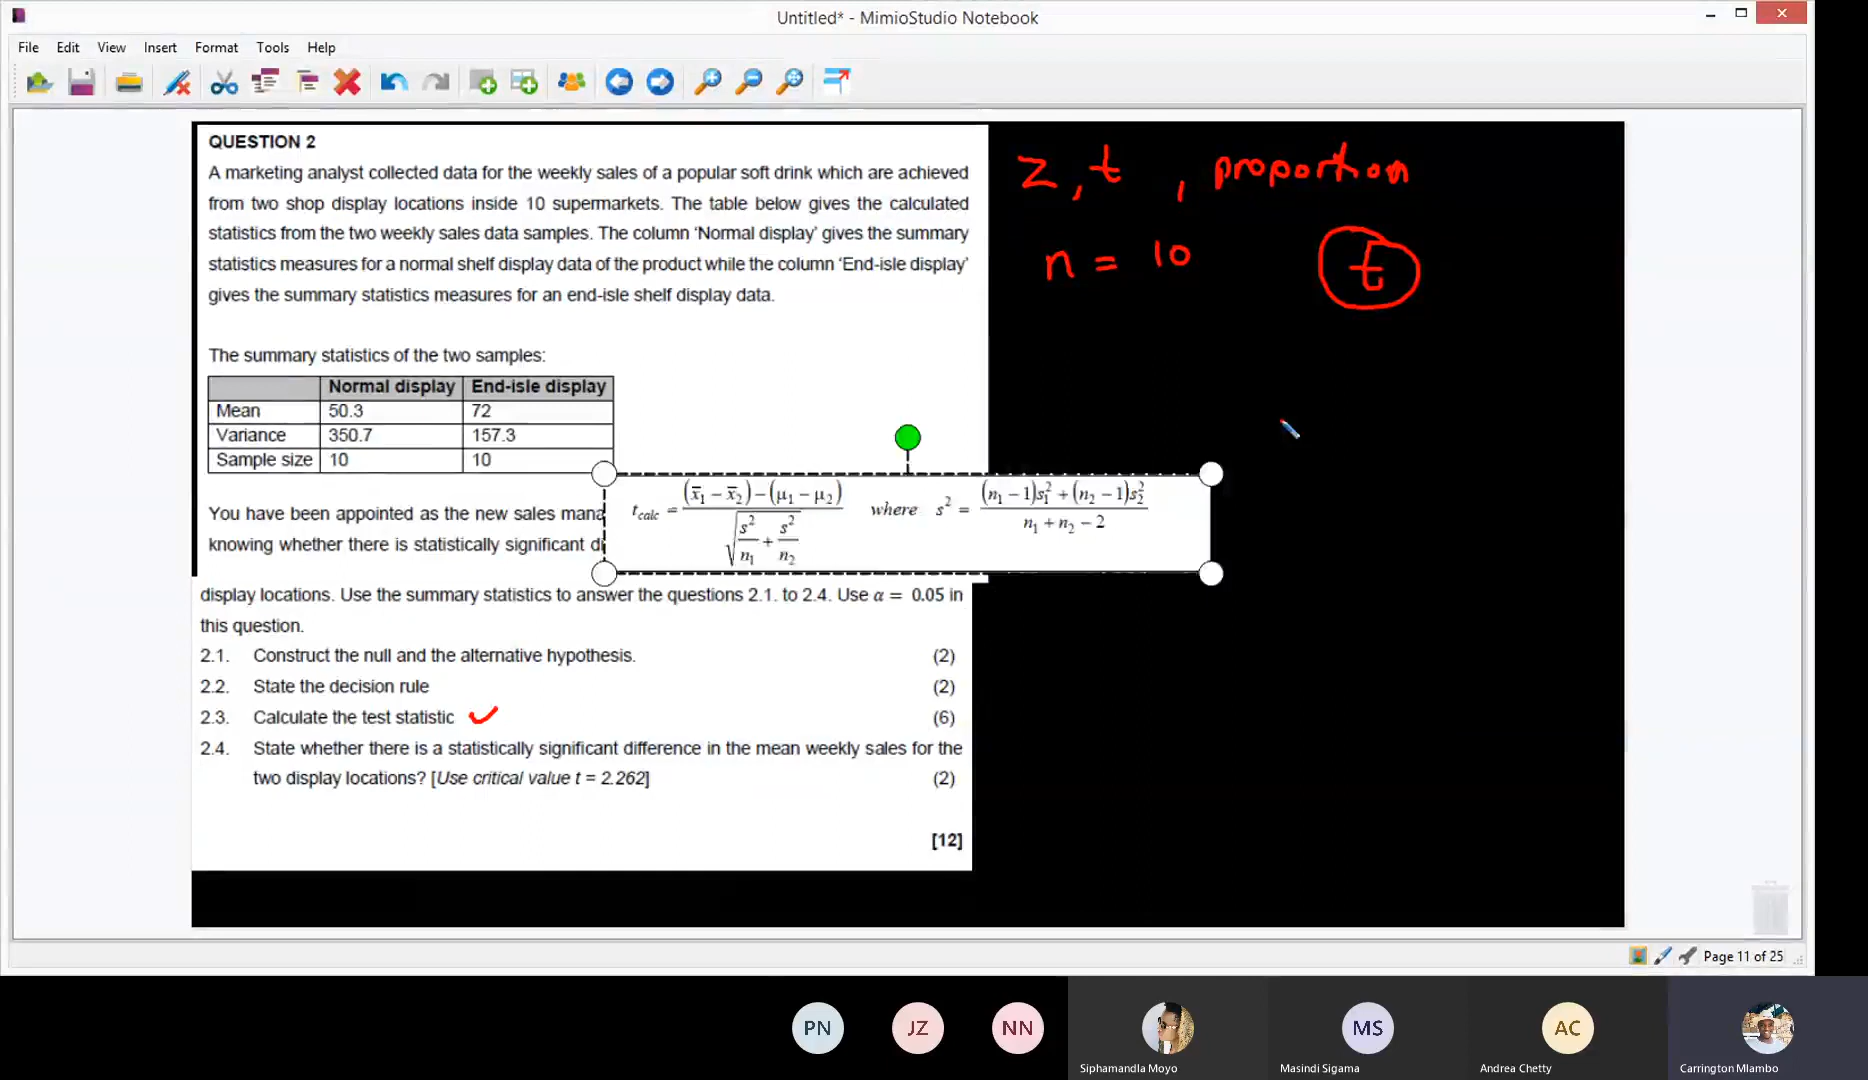 Untitled* - MimioStudio Notebook
File Edit View Insert Format Tools Help
QUESTION 2
A marketing analyst collected data for the weekly sales of a popular soft drink which are achieved
from two shop display locations inside 10 supermarkets. The table below gives the calculated
statistics from the two weekly sales data samples. The column 'Normal display' gives the summary
statistics measures for a normal shelf display data of the product while the column 'End-isle display'
gives the summary statistics measures for an end-isle shelf display data.
The summary statistics of the two samples:
Normal display End-isle display
Mean 50.3 72
Variance 350.7 157.3
Sample size 10 10
You have been appointed as the new sales mana
knowing whether there is statistically significant di
t_calc = ((x̄₁ − x̄₂) − (μ₁ − μ₂)) / √(s²/n₁ + s²/n₂) where s² = ((n₁ − 1)s₁² + (n₂ − 1)s₂²) / (n₁ + n₂ − 2)
display locations. Use the summary statistics to answer the questions 2.1. to 2.4. Use α = 0.05 in
this question.
2.1. Construct the null and the alternative hypothesis. (2)
2.2. State the decision rule (2)
2.3. Calculate the test statistic ✓ (6)
2.4. State whether there is a statistically significant difference in the mean weekly sales for the
two display locations? [Use critical value t = 2.262] (2)
[12]
z, t , proportion
n = 10 t
Page 11 of 25
PN JZ NN MS AC
Siphamandla Moyo Masindi Sigama Andrea Chetty Carrington Mlambo